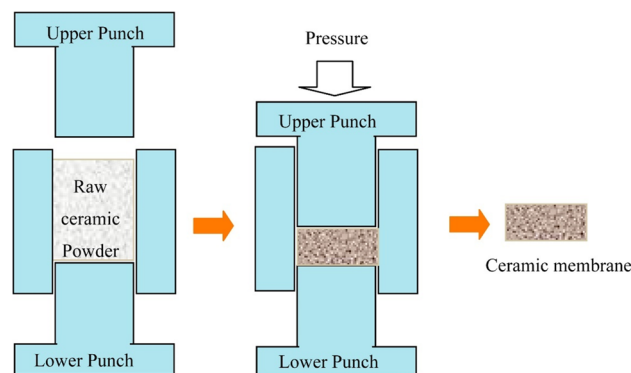 Upper Punch
Raw
ceramic
Powder
Lower Punch
Pressure
Upper Punch
Lower Punch
Ceramic membrane